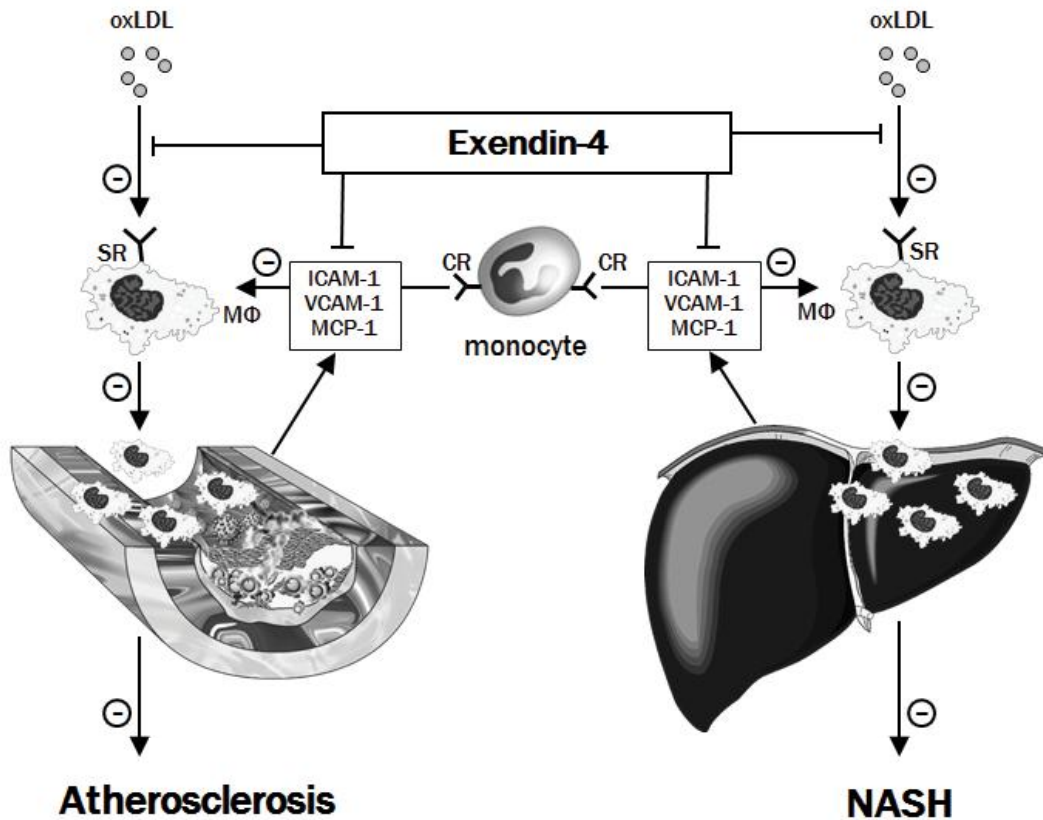 oxLDL
oxLDL
Exendin-4
SR
SR
CR
CR
ICAM-1
VCAM-1
MCP-1
ICAM-1
VCAM-1
MCP-1
MΦ
MΦ
monocyte
Atherosclerosis
NASH